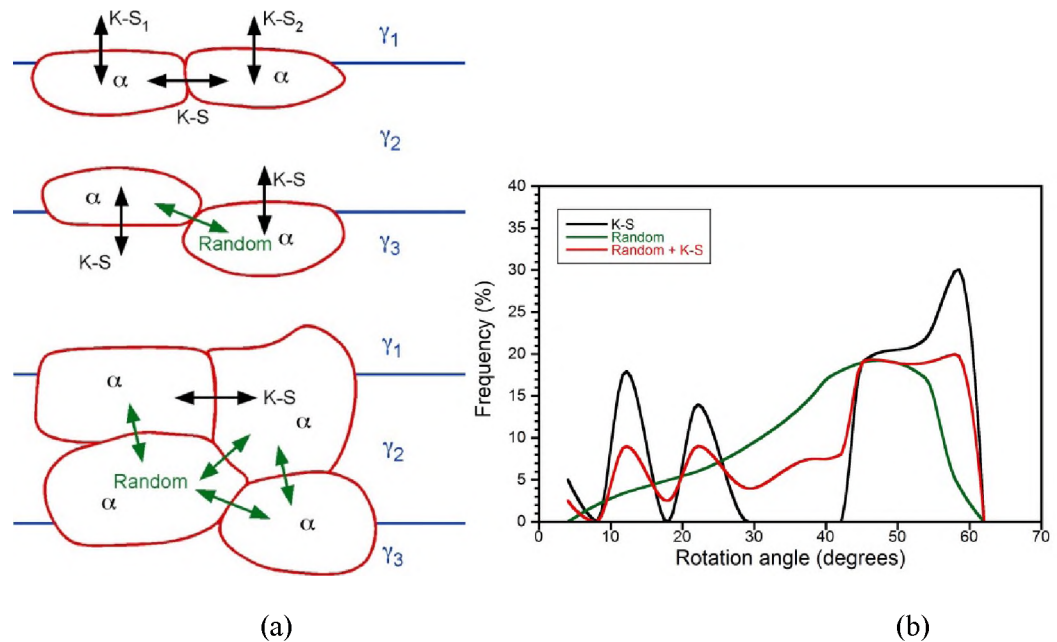 K-S₁
K-S₂
γ₁
α
α
K-S
γ₂
K-S
α
Random
α
γ₃
K-S
γ₁
α
K-S
α
γ₂
Random
α
α
γ₃
(a)
40
35
30
25
20
15
10
5
0
Frequency (%)
K-S
Random
Random + K-S
0 10 20 30 40 50 60 70
Rotation angle (degrees)
(b)